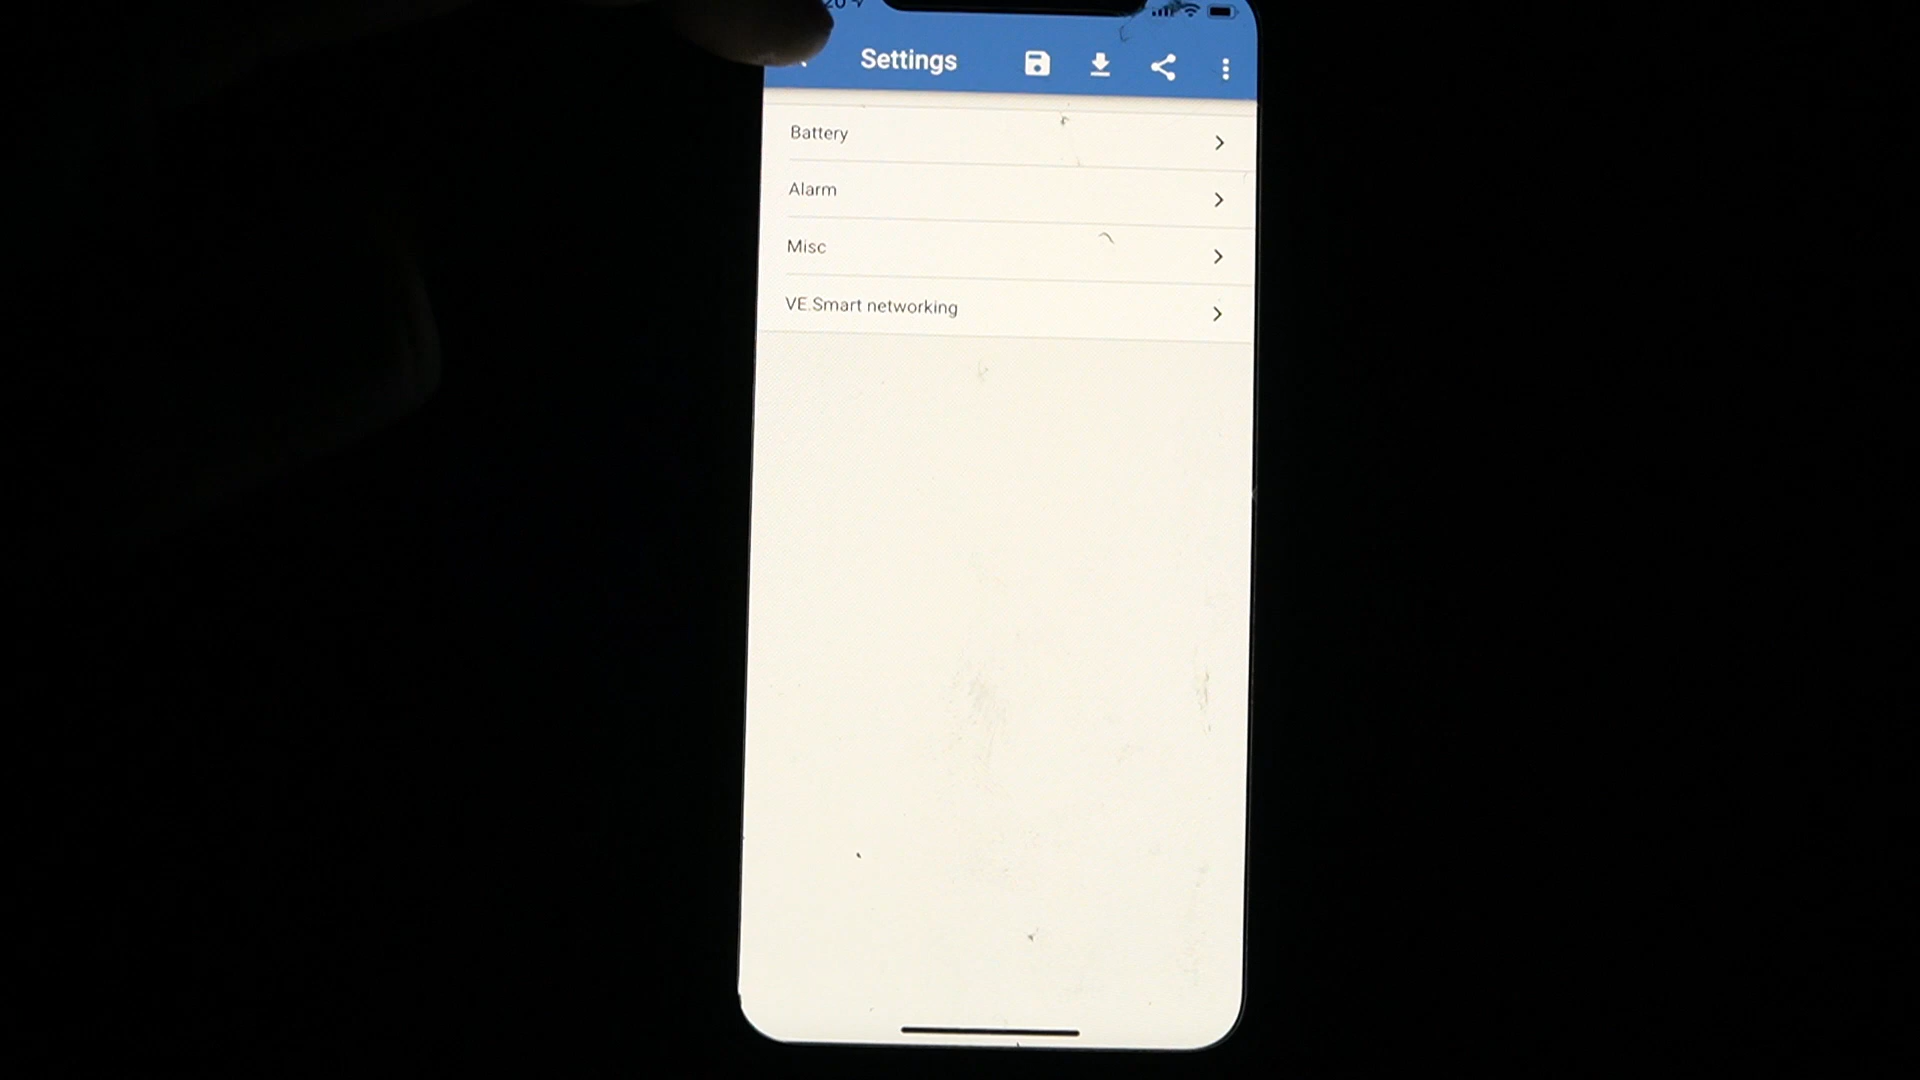 Settings
Battery
Alarm
Misc
VE.Smart networking